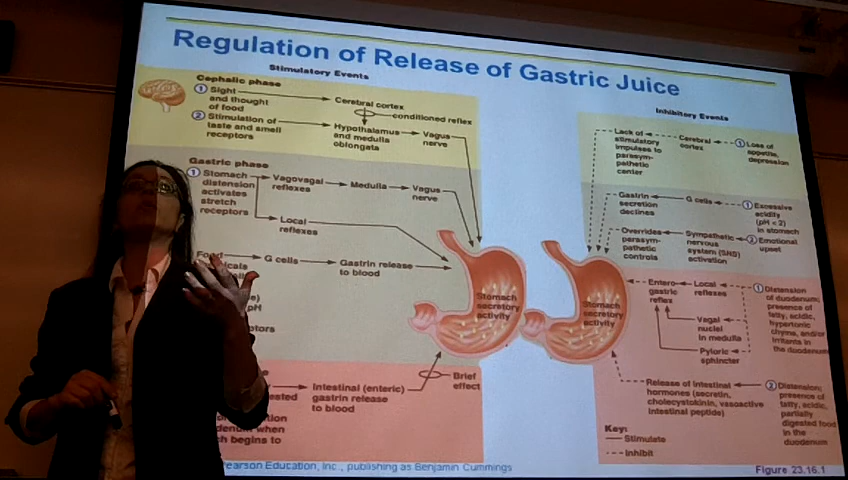 Regulation of Release of Gastric Juice
Stimulatory Events
Cephalic phase
1 Sight
and thought
of food
Cerebral cortex
conditioned reflex
2 Stimulation of
taste and smell
receptors
Hypothalamus
and medulla
oblongata
Vagus
nerve
Gastric phase
1 Stomach
distension
activates
stretch
receptors
Vagovagal
reflexes
Medulla
Vagus
nerve
Local
reflexes
Food
G cells
Gastrin release
to blood
Stomach
secretory
activity
Intestinal (enteric)
gastrin release
to blood
Brief
effect
when
begins to
Inhibitory Events
Lack of
stimulatory
impulses to
parasym-
pathetic
center
Cerebral
cortex
1 Loss of
appetite,
depression
Gastrin
secretion
declines
G cells
1 Excessive
acidity
(pH < 2)
in stomach
Overrides
parasym-
pathetic
controls
Sympathetic
nervous
system (SNS)
activation
2 Emotional
upset
Stomach
secretory
activity
Entero-
gastric
reflex
Local
reflexes
1 Distension
of duodenum;
presence of
fatty, acidic,
hypertonic
chyme, and/or
irritants in
the duodenum
Vagal
nuclei
in medulla
Pyloric
sphincter
Release of intestinal
hormones (secretin,
cholecystokinin, vasoactive
intestinal peptide)
2 Distension;
presence of
fatty, acidic,
partially
digested food
in the
duodenum
Key:
Stimulate
Inhibit
earson Education, Inc., publishing as Benjamin Cummings
Figure 23.16.1